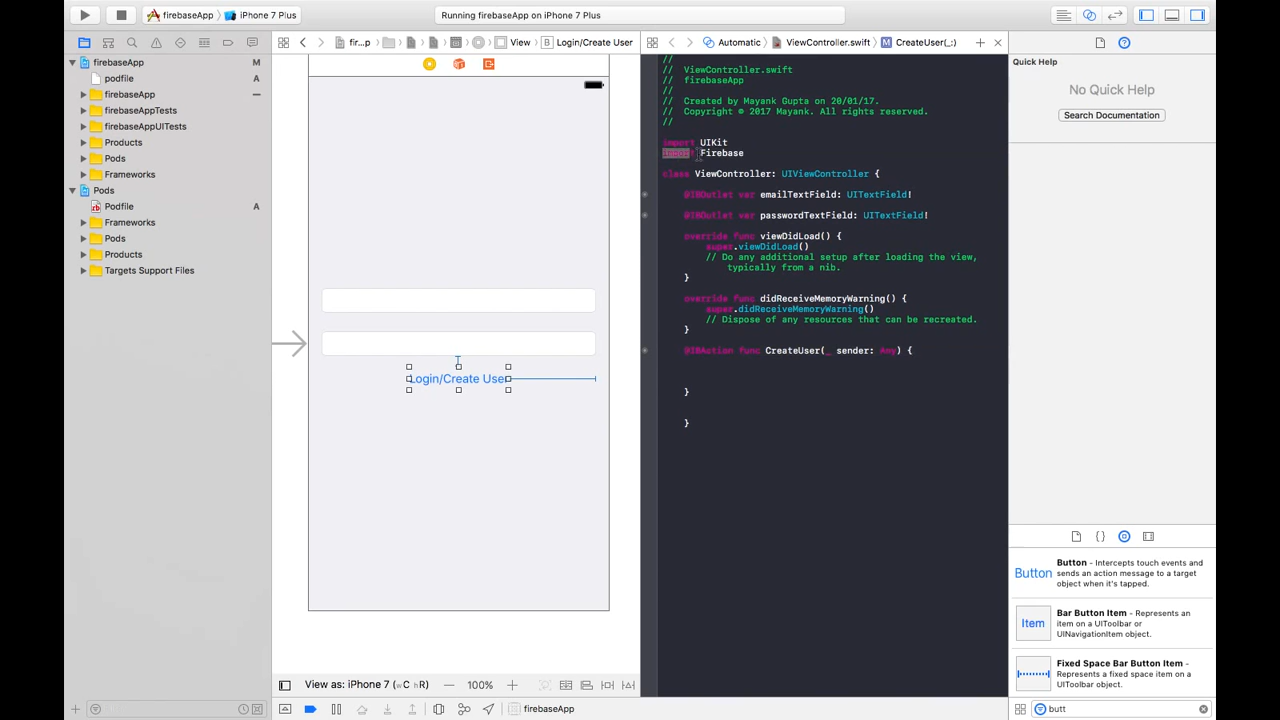 firebaseApp iPhone 7 Plus
Running firebaseApp on iPhone 7 Plus
fir...p View Login/Create User
Automatic ViewController.swift CreateUser(_:)
firebaseApp M
podfile A
firebaseApp
firebaseAppTests
firebaseAppUITests
Products
Pods
Frameworks
Pods
Podfile A
Frameworks
Pods
Products
Targets Support Files
Login/Create User
View as: iPhone 7 (wC hR) 100%
firebaseApp
//
// ViewController.swift
// firebaseApp
//
// Created by Mayank Gupta on 20/01/17.
// Copyright © 2017 Mayank. All rights reserved.
//
import UIKit
import Firebase
class ViewController: UIViewController {
@IBOutlet var emailTextField: UITextField!
@IBOutlet var passwordTextField: UITextField!
override func viewDidLoad() {
super.viewDidLoad()
// Do any additional setup after loading the view,
typically from a nib.
}
override func didReceiveMemoryWarning() {
super.didReceiveMemoryWarning()
// Dispose of any resources that can be recreated.
}
@IBAction func CreateUser(_ sender: Any) {
}
}
Quick Help
No Quick Help
Search Documentation
Button
Button - Intercepts touch events and
sends an action message to a target
object when it's tapped.
Item
Bar Button Item - Represents an
item on a UIToolbar or
UINavigationItem object.
Fixed Space Bar Button Item -
Represents a fixed space item on a
UIToolbar object.
butt